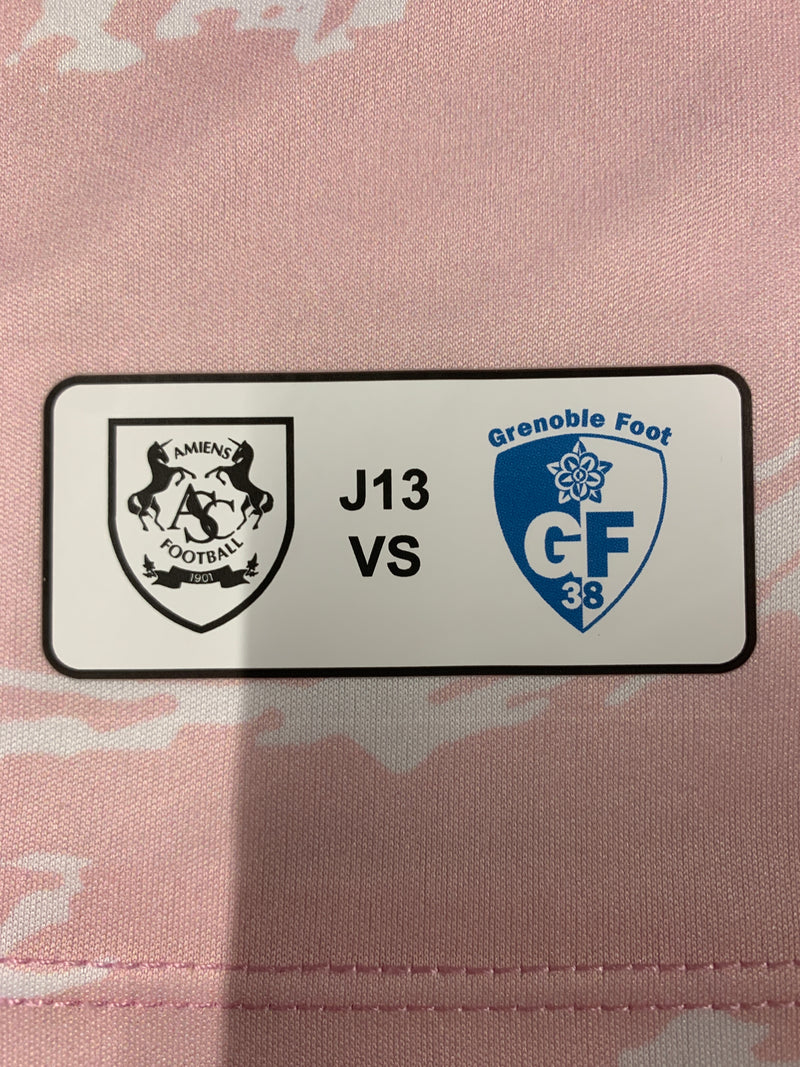 AMIENS
ASC
FOOTBALL
1901
J13
VS
Grenoble Foot
GF
38